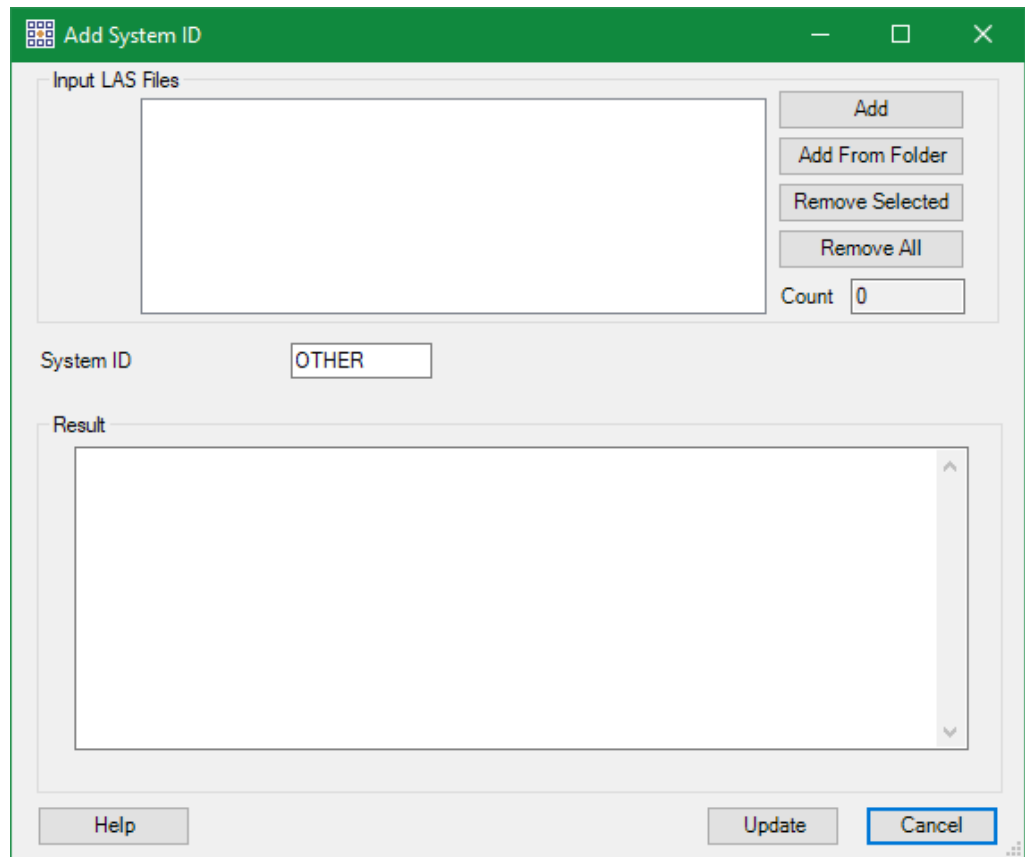 Add System ID
Input LAS Files
Add
Add From Folder
Remove Selected
Remove All
Count 0
System ID OTHER
Result
Help Update Cancel